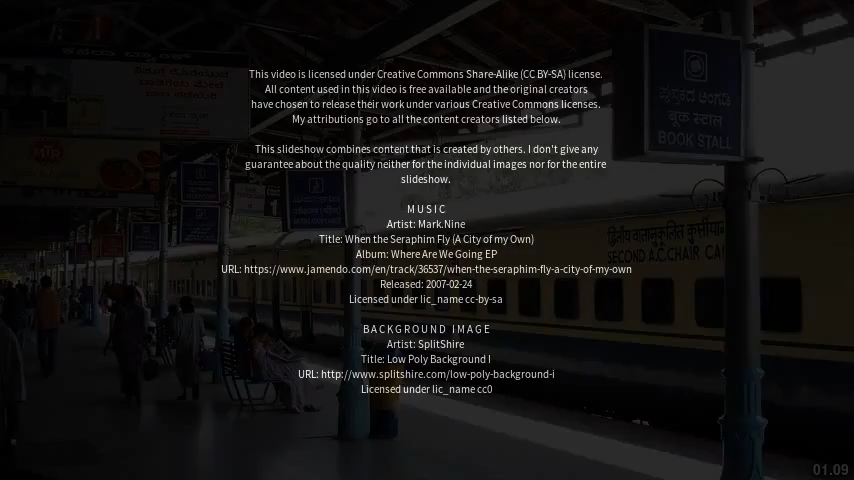 This video is licensed under Creative Commons Share-Alike (CC BY-SA) license.
All content used in this video is free available and the original creators
have chosen to release their work under various Creative Commons licenses.
My attributions go to all the content creators listed below.
This slideshow combines content that is created by others. I don't give any
guarantee about the quality neither for the individual images nor for the entire
slideshow.
MUSIC
Artist: Mark.Nine
Title: When the Seraphim Fly (A City of my Own)
Album: Where Are We Going EP
URL: https://www.jamendo.com/en/track/36537/when-the-seraphim-fly-a-city-of-my-own
Released: 2007-02-24
Licensed under lic_name cc-by-sa
BACKGROUND IMAGE
Artist: SplitShire
Title: Low Poly Background !
URL: http://www.splitshire.com/low-poly-background-i
Licensed under lic_name cc0
ಪುಸ್ತಕದ ಅಂಗಡಿ
बुक स्टाल
BOOK STALL
द्वितीय वातानुकूलित कुर्सीयान
SECOND A.C.CHAIR CAR
MTR
01.09